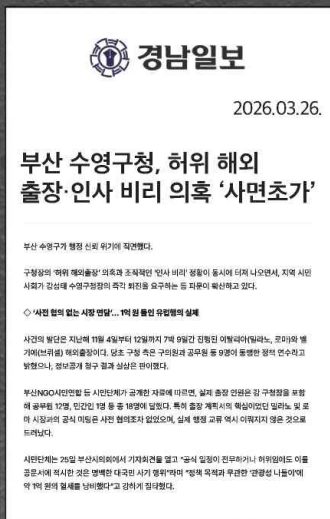 경남일보
2026.03.26.
부산 수영구청, 허위 해외
출장·인사 비리 의혹 ‘사면초가’
부산 수영구가 행정 신뢰 위기에 직면했다.
구청장의 ‘허위 해외출장’ 의혹과 조직적인 ‘인사 비리’ 정황이 동시에 터져 나오면서, 지역 시민
사회가 강성태 수영구청장의 즉각 퇴진을 요구하는 등 파문이 확산하고 있다.
◇ ‘사전 협의 없는 시장 면담’… 1억 원 들인 유럽행의 실체
사건의 발단은 지난해 11월 4일부터 12일까지 7박 9일간 진행된 이탈리아(밀라노, 로마)와 벨
기에(브뤼셀) 해외출장이다. 당초 구청 측은 구의원과 공무원 등 9명이 동행한 정책 연수라고
밝혔으나, 정보공개 청구 결과 실상은 판이했다.
부산NGO시민연합 등 시민단체가 공개한 자료에 따르면, 실제 출장 인원은 강 구청장을 포함
해 공무원 12명, 민간인 1명 등 총 18명에 달했다. 특히 출장 계획서의 핵심이었던 밀라노 및 로
마 시장과의 공식 미팅은 사전 협의조차 없었으며, 실제 행정 교류 역시 이뤄지지 않은 것으로
드러났다.
시민단체는 25일 부산시의회에서 기자회견을 열고 “공식 일정이 전무하거나 허위임에도 이를
공문서에 적시한 것은 명백한 대국민 사기 행위”라며 “정책 목적과 무관한 ‘관광성 나들이’에
약 1억 원의 혈세를 낭비했다”고 강하게 질타했다.